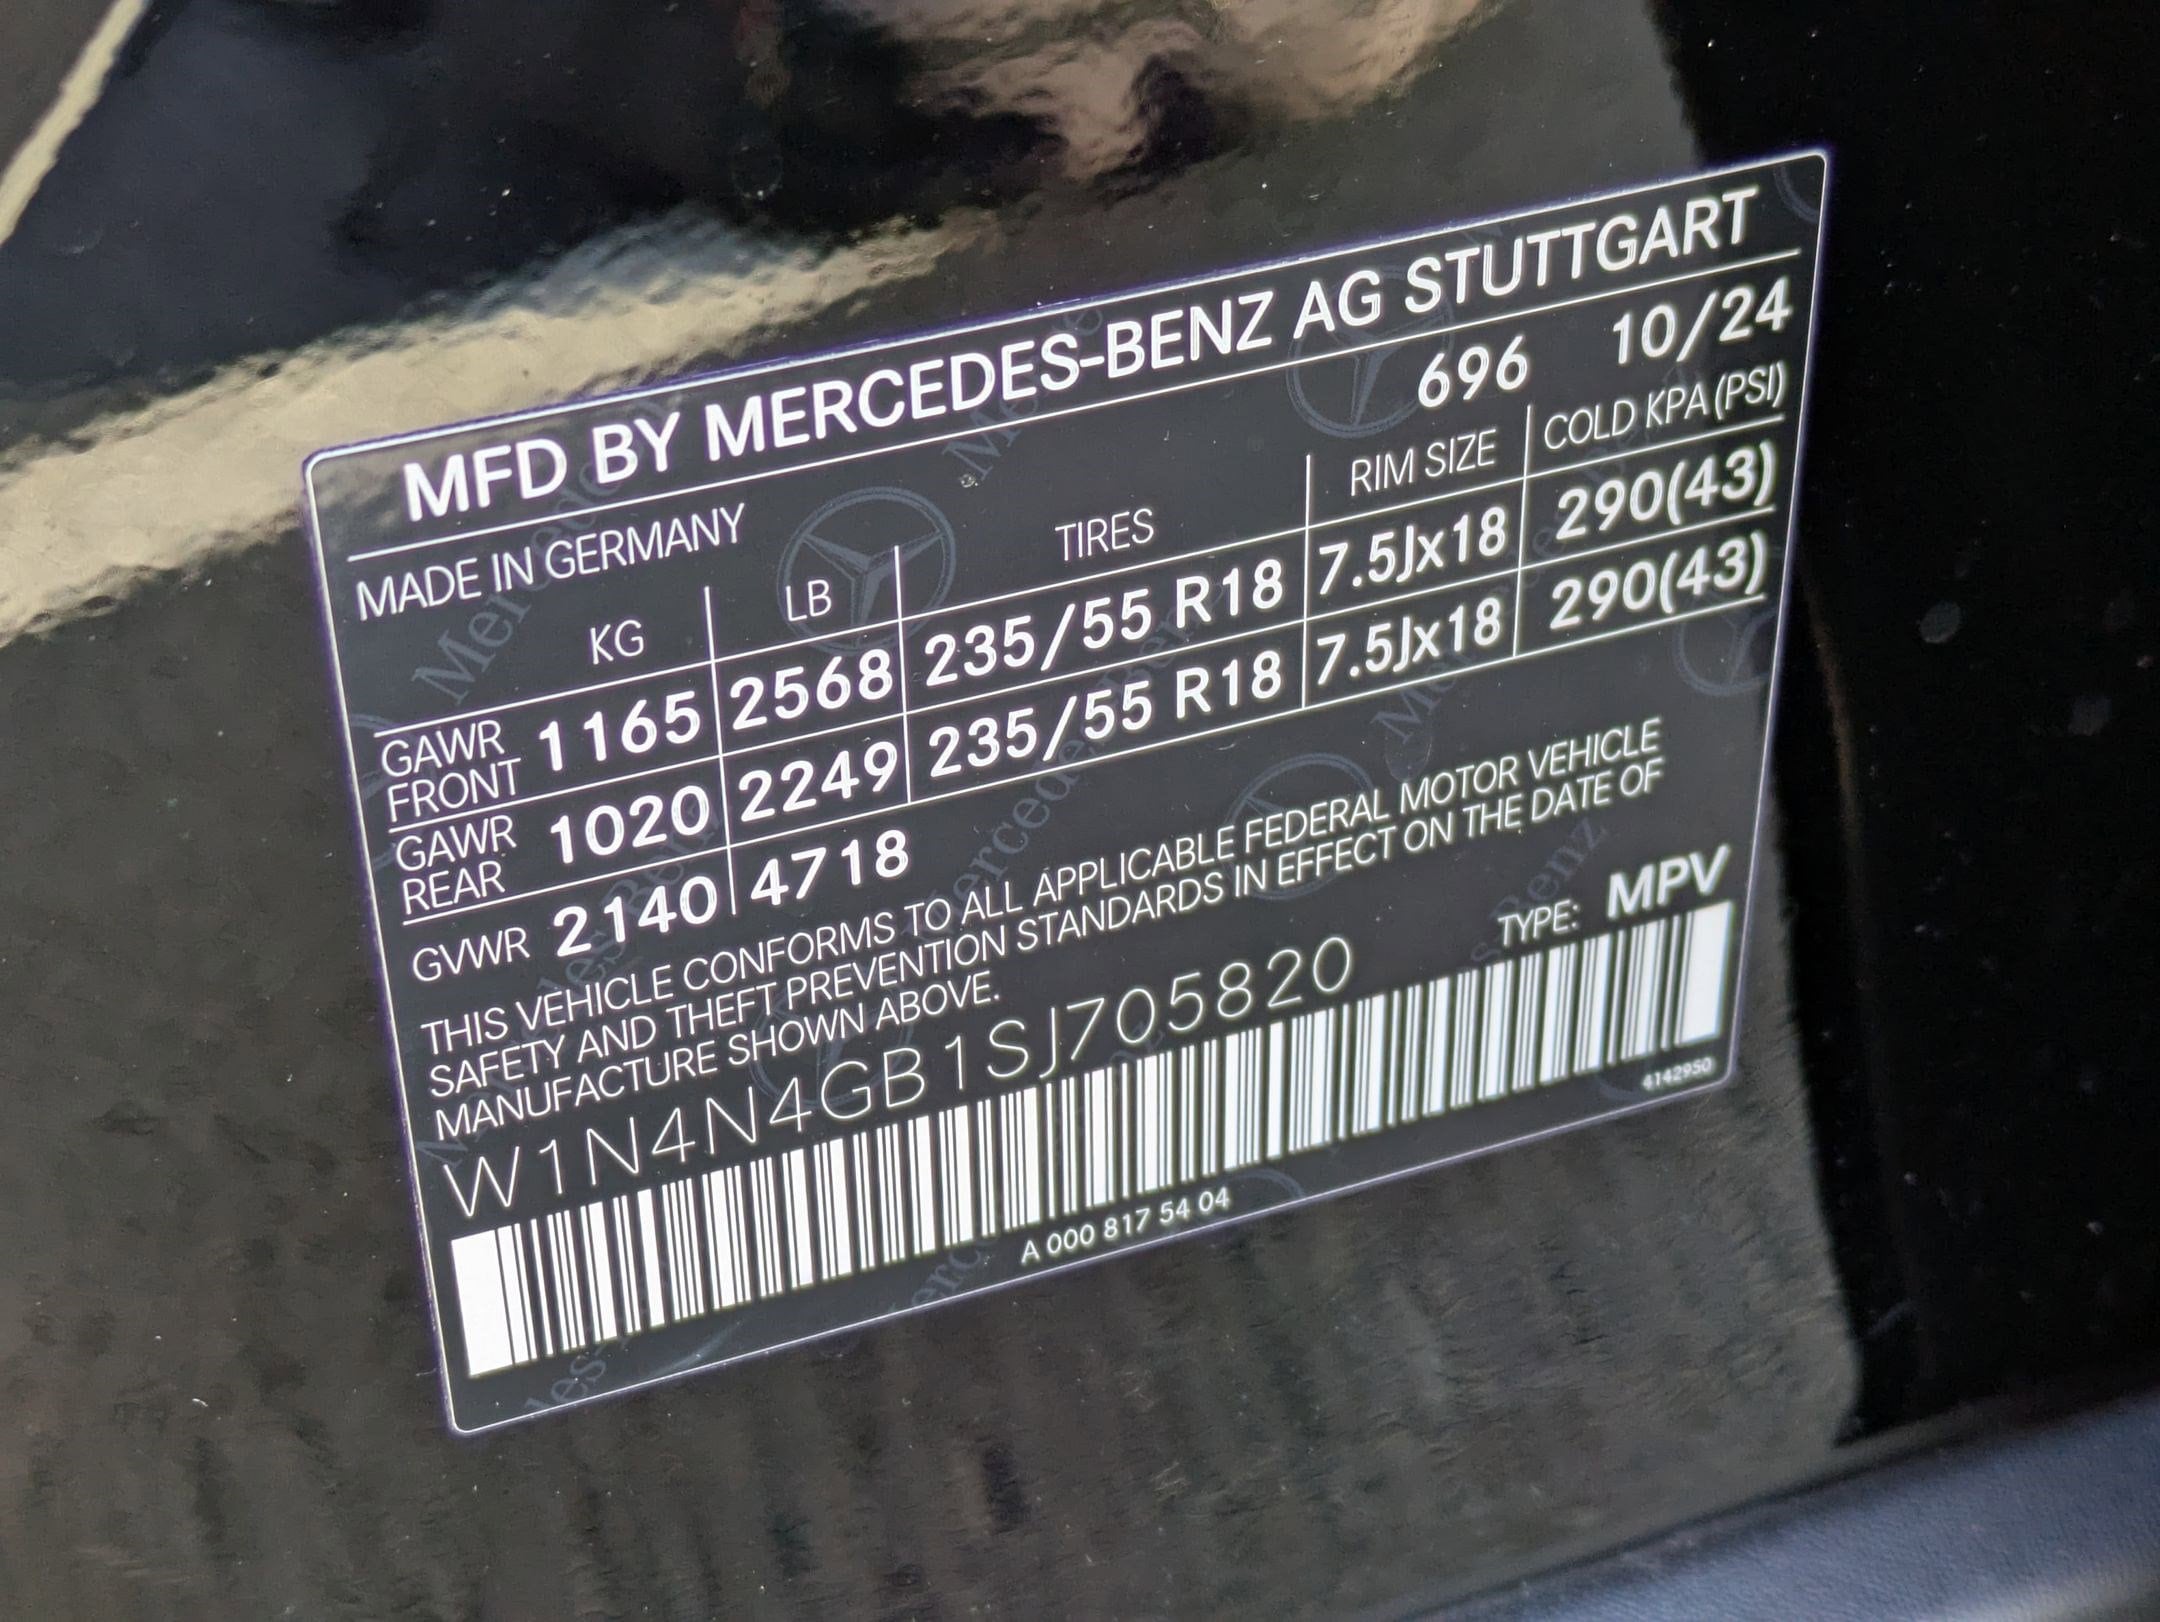 MFD BY MERCEDES-BENZ AG STUTTGART
MADE IN GERMANY 696 10/24
KG LB TIRES RIM SIZE COLD KPA (PSI)
GAWR FRONT 1165 2568 235/55 R18 7.5Jx18 290(43)
GAWR REAR 1020 2249 235/55 R18 7.5Jx18 290(43)
GVWR 2140 4718
THIS VEHICLE CONFORMS TO ALL APPLICABLE FEDERAL MOTOR VEHICLE
SAFETY AND THEFT PREVENTION STANDARDS IN EFFECT ON THE DATE OF
MANUFACTURE SHOWN ABOVE.
W1N4N4GB1SJ705820 TYPE: MPV
4142950
A 000 817 54 04